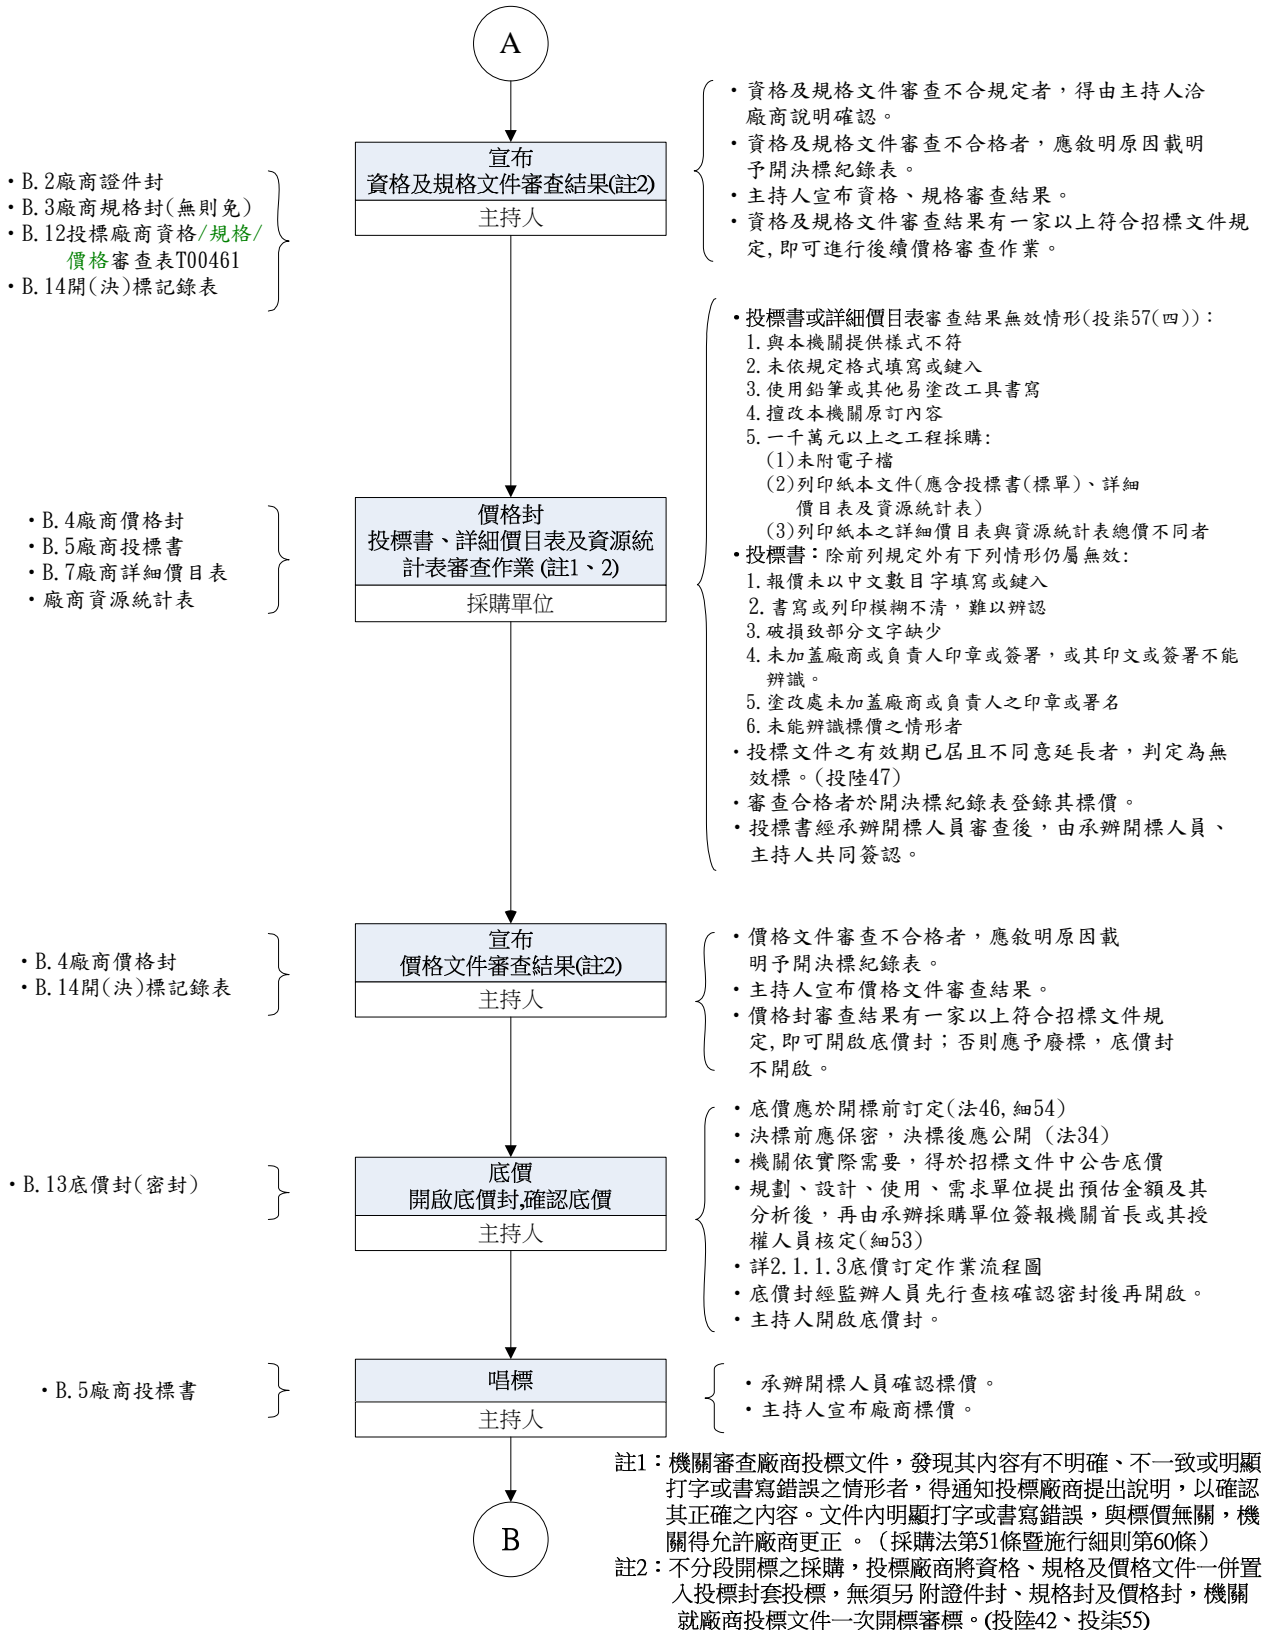 A
宣布
資格及規格文件審查結果(註2)
主持人
・B.2廠商證件封
・B.3廠商規格封(無則免)
・B.12投標廠商資格/規格/
價格審查表T00461
・B.14開(決)標記錄表
・資格及規格文件審查不合規定者，得由主持人洽
廠商說明確認。
・資格及規格文件審查不合格者，應敘明原因載明
予開決標紀錄表。
・主持人宣布資格、規格審查結果。
・資格及規格文件審查結果有一家以上符合招標文件規
定,即可進行後續價格審查作業。
價格封
投標書、詳細價目表及資源統
計表審查作業 (註1、2)
採購單位
・B.4廠商價格封
・B.5廠商投標書
・B.7廠商詳細價目表
・廠商資源統計表
・投標書或詳細價目表審查結果無效情形(投柒57(四))：
1.與本機關提供樣式不符
2.未依規定格式填寫或鍵入
3.使用鉛筆或其他易塗改工具書寫
4.擅改本機關原訂內容
5.一千萬元以上之工程採購:
(1)未附電子檔
(2)列印紙本文件(應含投標書(標單)、詳細
價目表及資源統計表)
(3)列印紙本之詳細價目表與資源統計表總價不同者
・投標書：除前列規定外有下列情形仍屬無效:
1.報價未以中文數目字填寫或鍵入
2.書寫或列印模糊不清，難以辨認
3.破損致部分文字缺少
4.未加蓋廠商或負責人印章或簽署，或其印文或簽署不能
辨識。
5.塗改處未加蓋廠商或負責人之印章或署名
6.未能辨識標價之情形者
・投標文件之有效期已屆且不同意延長者，判定為無
效標。(投陸47)
・審查合格者於開決標紀錄表登錄其標價。
・投標書經承辦開標人員審查後，由承辦開標人員、
主持人共同簽認。
宣布
價格文件審查結果(註2)
主持人
・B.4廠商價格封
・B.14開(決)標記錄表
・價格文件審查不合格者，應敘明原因載
明予開決標紀錄表。
・主持人宣布價格文件審查結果。
・價格封審查結果有一家以上符合招標文件規
定,即可開啟底價封；否則應予廢標，底價封
不開啟。
底價
開啟底價封,確認底價
主持人
・B.13底價封(密封)
・底價應於開標前訂定(法46,細54)
・決標前應保密，決標後應公開 (法34)
・機關依實際需要，得於招標文件中公告底價
・規劃、設計、使用、需求單位提出預估金額及其
分析後，再由承辦採購單位簽報機關首長或其授
權人員核定(細53)
・詳2.1.1.3底價訂定作業流程圖
・底價封經監辦人員先行查核確認密封後再開啟。
・主持人開啟底價封。
唱標
主持人
・B.5廠商投標書
・承辦開標人員確認標價。
・主持人宣布廠商標價。
B
註1：機關審查廠商投標文件，發現其內容有不明確、不一致或明顯
打字或書寫錯誤之情形者，得通知投標廠商提出說明，以確認
其正確之內容。文件內明顯打字或書寫錯誤，與標價無關，機
關得允許廠商更正 。（採購法第51條暨施行細則第60條）
註2：不分段開標之採購，投標廠商將資格、規格及價格文件一併置
入投標封套投標，無須另 附證件封、規格封及價格封，機關
就廠商投標文件一次開標審標。(投陸42、投柒55)